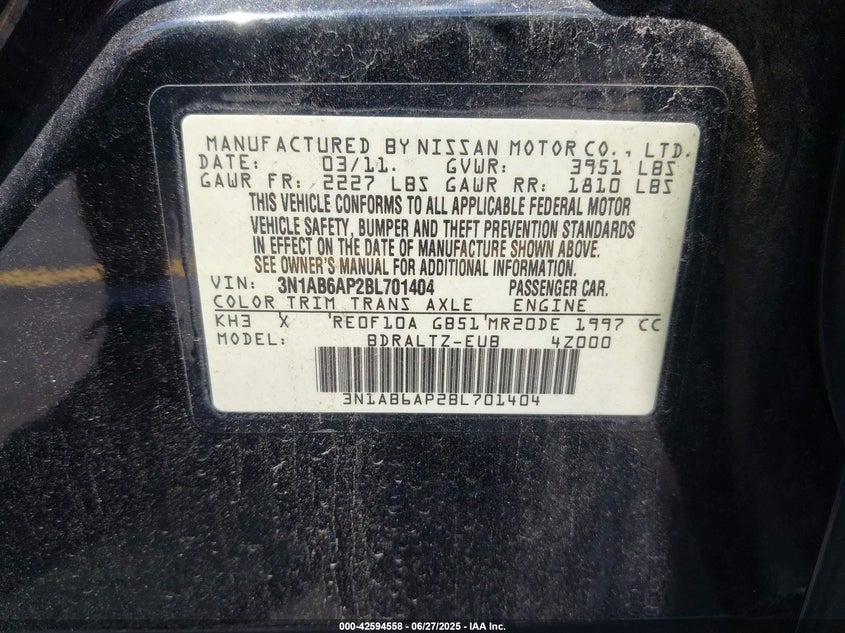 MANUFACTURED BY NISSAN MOTOR CO., LTD.
DATE: 03/11. GVWR: 3951 LBS
GAWR FR: 2227 LBS GAWR RR: 1810 LBS
THIS VEHICLE CONFORMS TO ALL APPLICABLE FEDERAL MOTOR
VEHICLE SAFETY, BUMPER AND THEFT PREVENTION STANDARDS
IN EFFECT ON THE DATE OF MANUFACTURE SHOWN ABOVE.
SEE OWNER'S MANUAL FOR ADDITIONAL INFORMATION.
VIN: 3N1AB6AP2BL701404 PASSENGER CAR.
COLOR TRIM TRANS AXLE ENGINE
KH3 X RE0F10A GB51 MR20DE 1997 CC
MODEL: BDRALTZ-EUB 4Z000
3N1AB6AP2BL701404
000-42594558 | 06/27/2025 - IAA Inc.